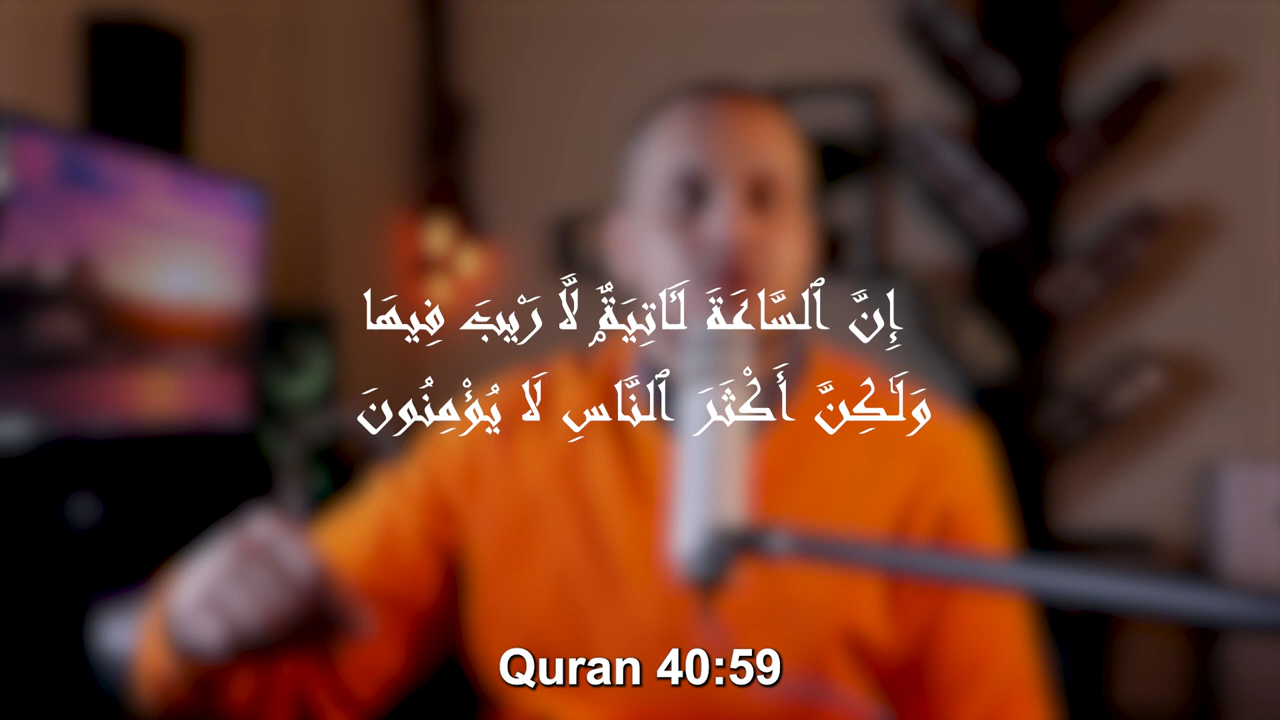 إِنَّ ٱلسَّاعَةَ لَـَٔاتِيَةٌۭ لَّا رَيْبَ فِيهَا
وَلَـٰكِنَّ أَكْثَرَ ٱلنَّاسِ لَا يُؤْمِنُونَ
Quran 40:59